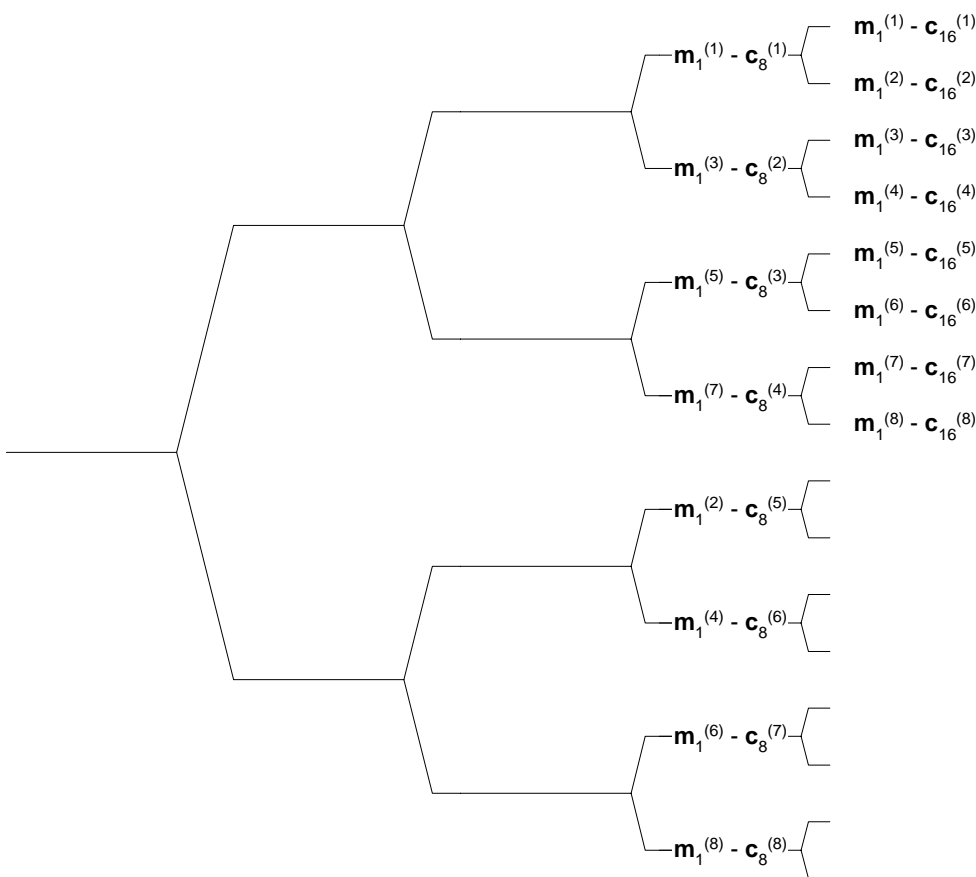 m₁⁽¹⁾ - c₁₆⁽¹⁾
m₁⁽¹⁾ - c₈⁽¹⁾
m₁⁽²⁾ - c₁₆⁽²⁾
m₁⁽³⁾ - c₁₆⁽³⁾
m₁⁽³⁾ - c₈⁽²⁾
m₁⁽⁴⁾ - c₁₆⁽⁴⁾
m₁⁽⁵⁾ - c₁₆⁽⁵⁾
m₁⁽⁵⁾ - c₈⁽³⁾
m₁⁽⁶⁾ - c₁₆⁽⁶⁾
m₁⁽⁷⁾ - c₁₆⁽⁷⁾
m₁⁽⁷⁾ - c₈⁽⁴⁾
m₁⁽⁸⁾ - c₁₆⁽⁸⁾
m₁⁽²⁾ - c₈⁽⁵⁾
m₁⁽⁴⁾ - c₈⁽⁶⁾
m₁⁽⁶⁾ - c₈⁽⁷⁾
m₁⁽⁸⁾ - c₈⁽⁸⁾